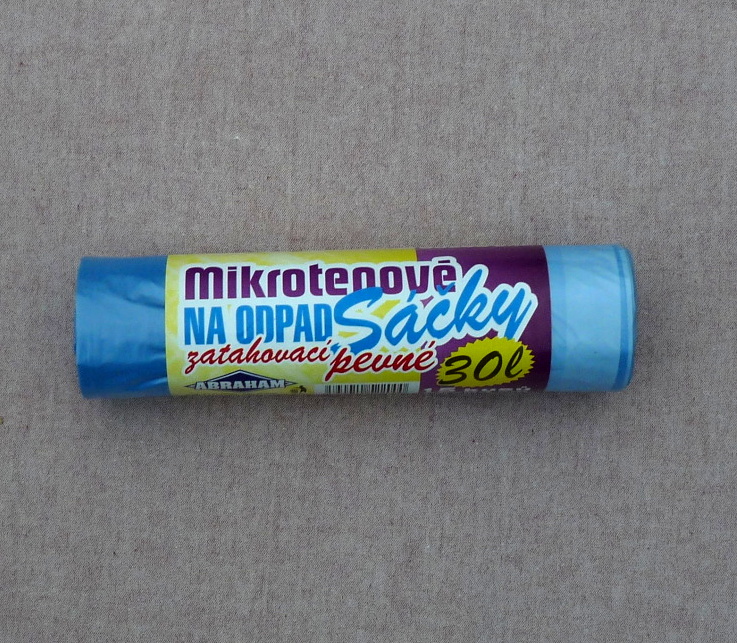 Mikrotenové
NA ODPAD Sáčky
zatahovací, pevné
30l
ABRAHAM